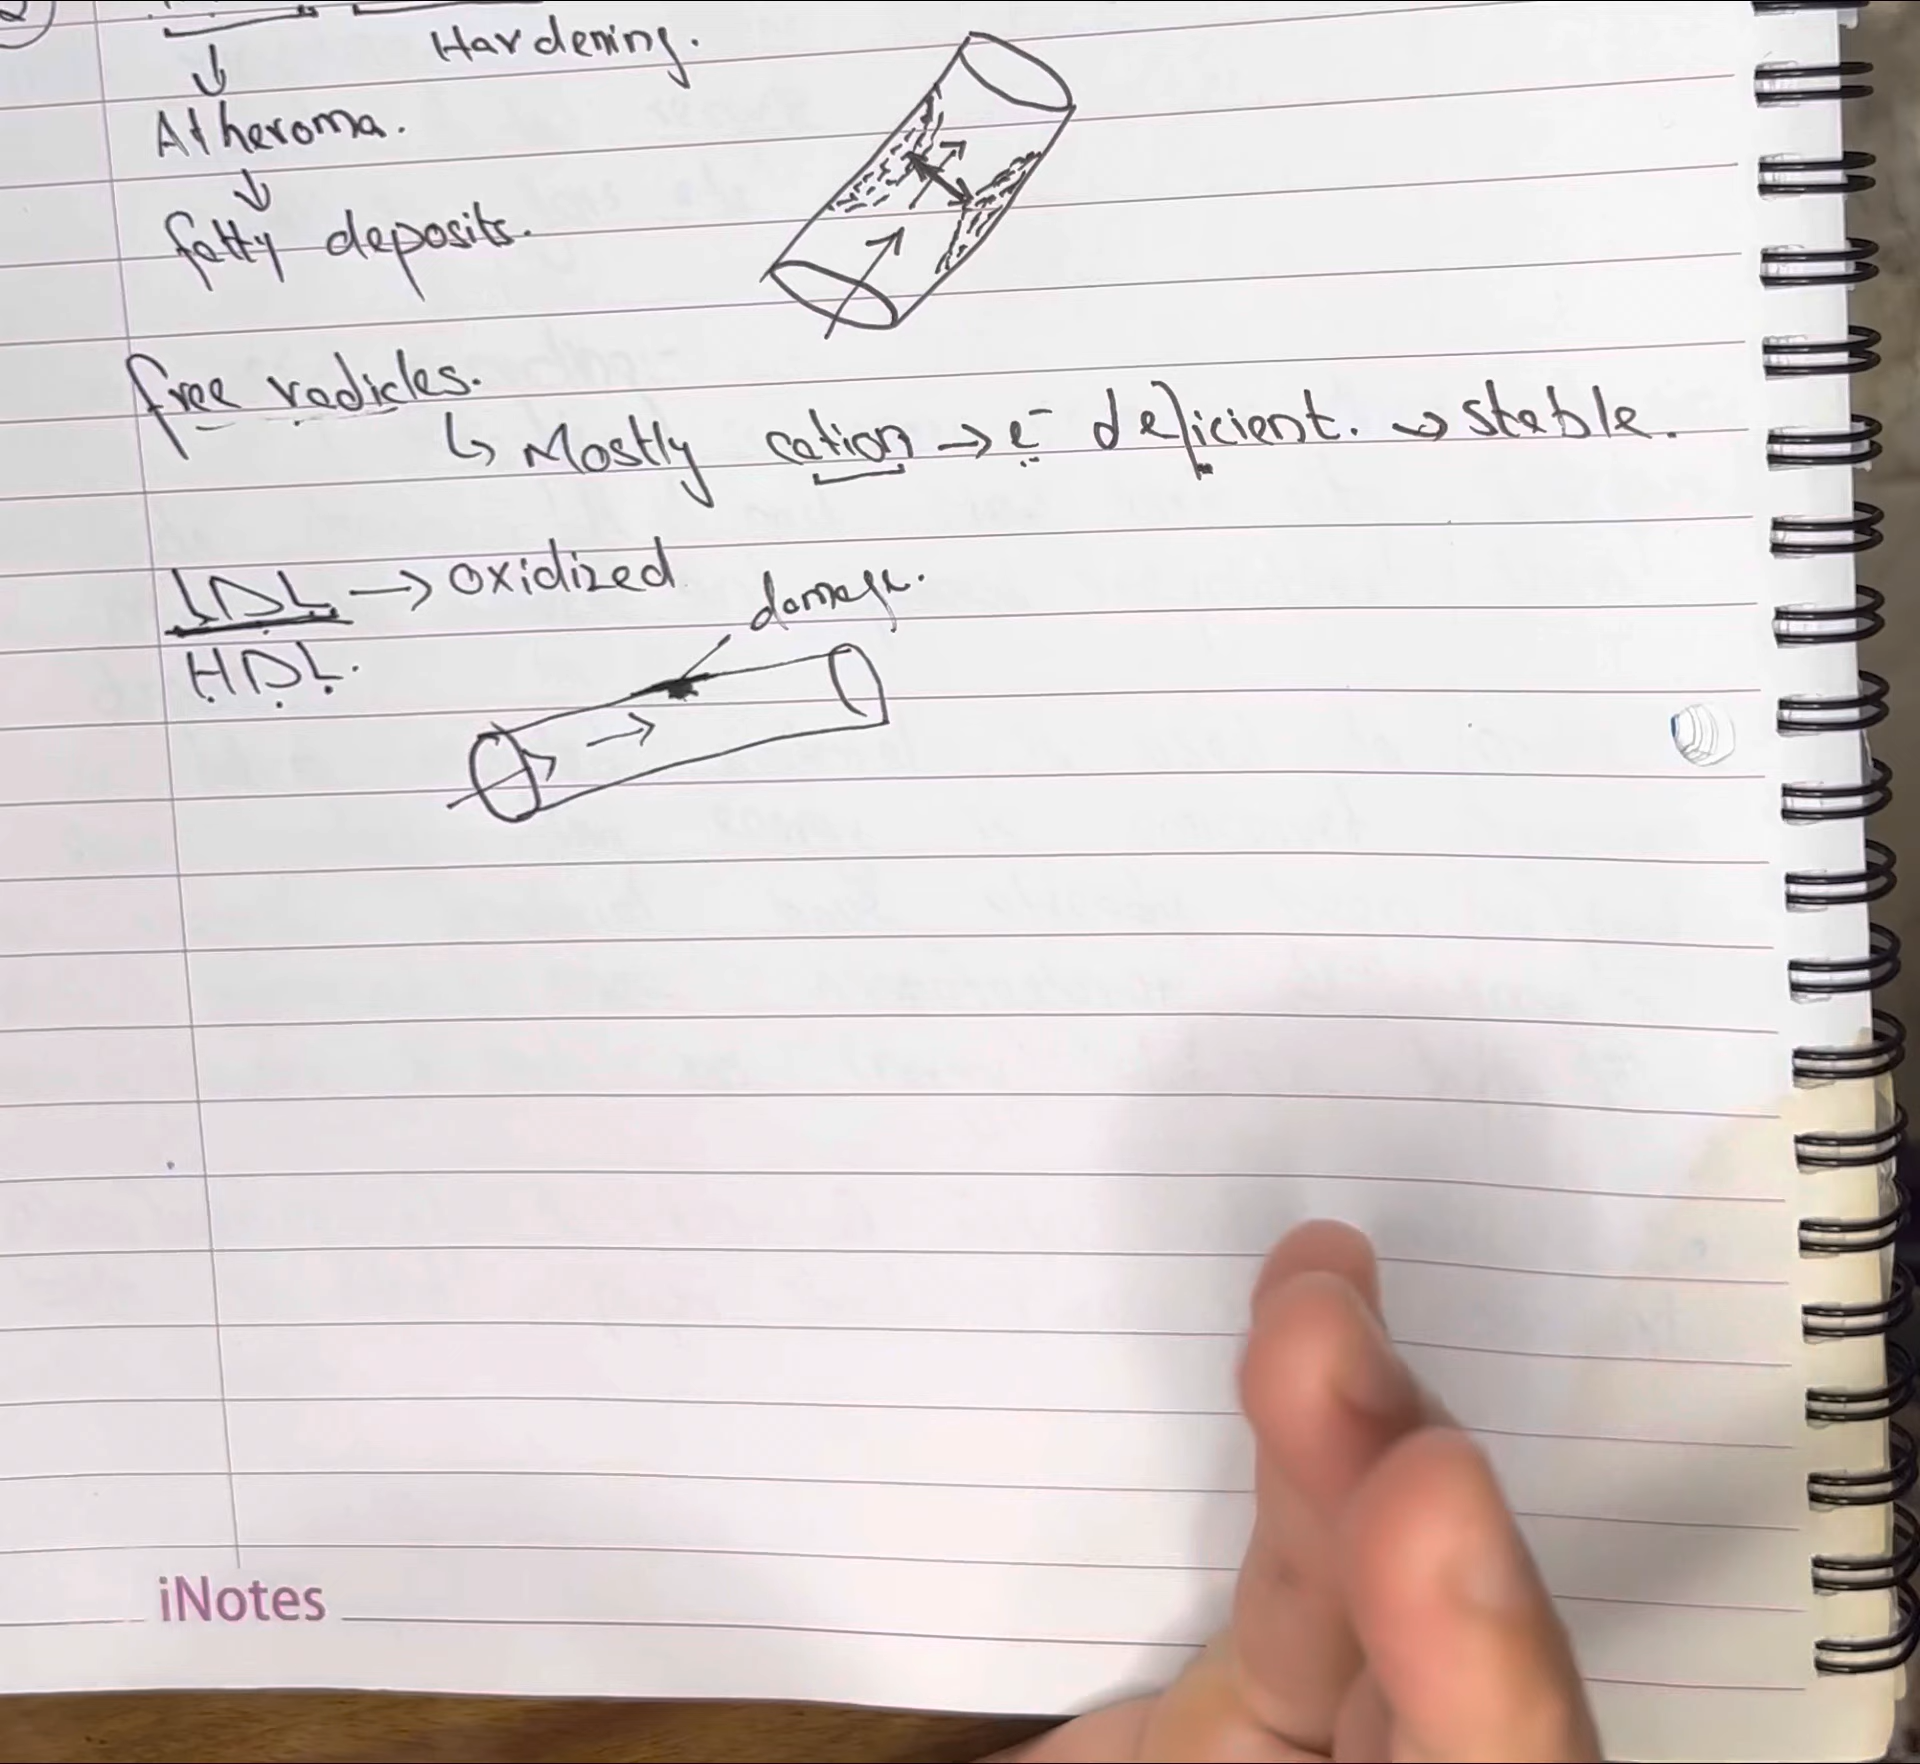 Hardening.
Atheroma.
fatty deposits.
free radicles.
Mostly cation → e⁻ deficient. → stable.
LDL → oxidized
damage.
HDL.
iNotes